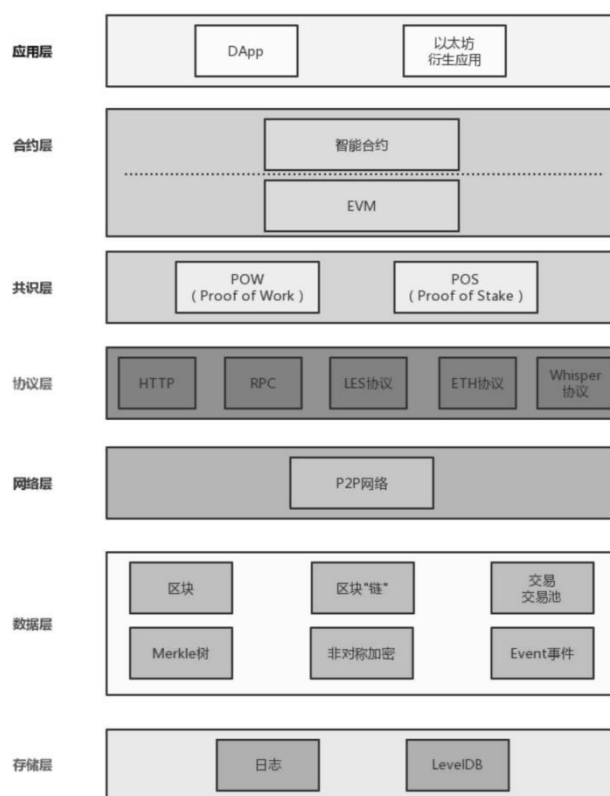 应用层
DApp
以太坊
衍生应用
合约层
智能合约
EVM
共识层
POW
( Proof of Work )
POS
( Proof of Stake )
协议层
HTTP
RPC
LES协议
ETH协议
Whisper
协议
网络层
P2P网络
数据层
区块
区块"链"
交易
交易池
Merkle树
非对称加密
Event事件
存储层
日志
LevelDB